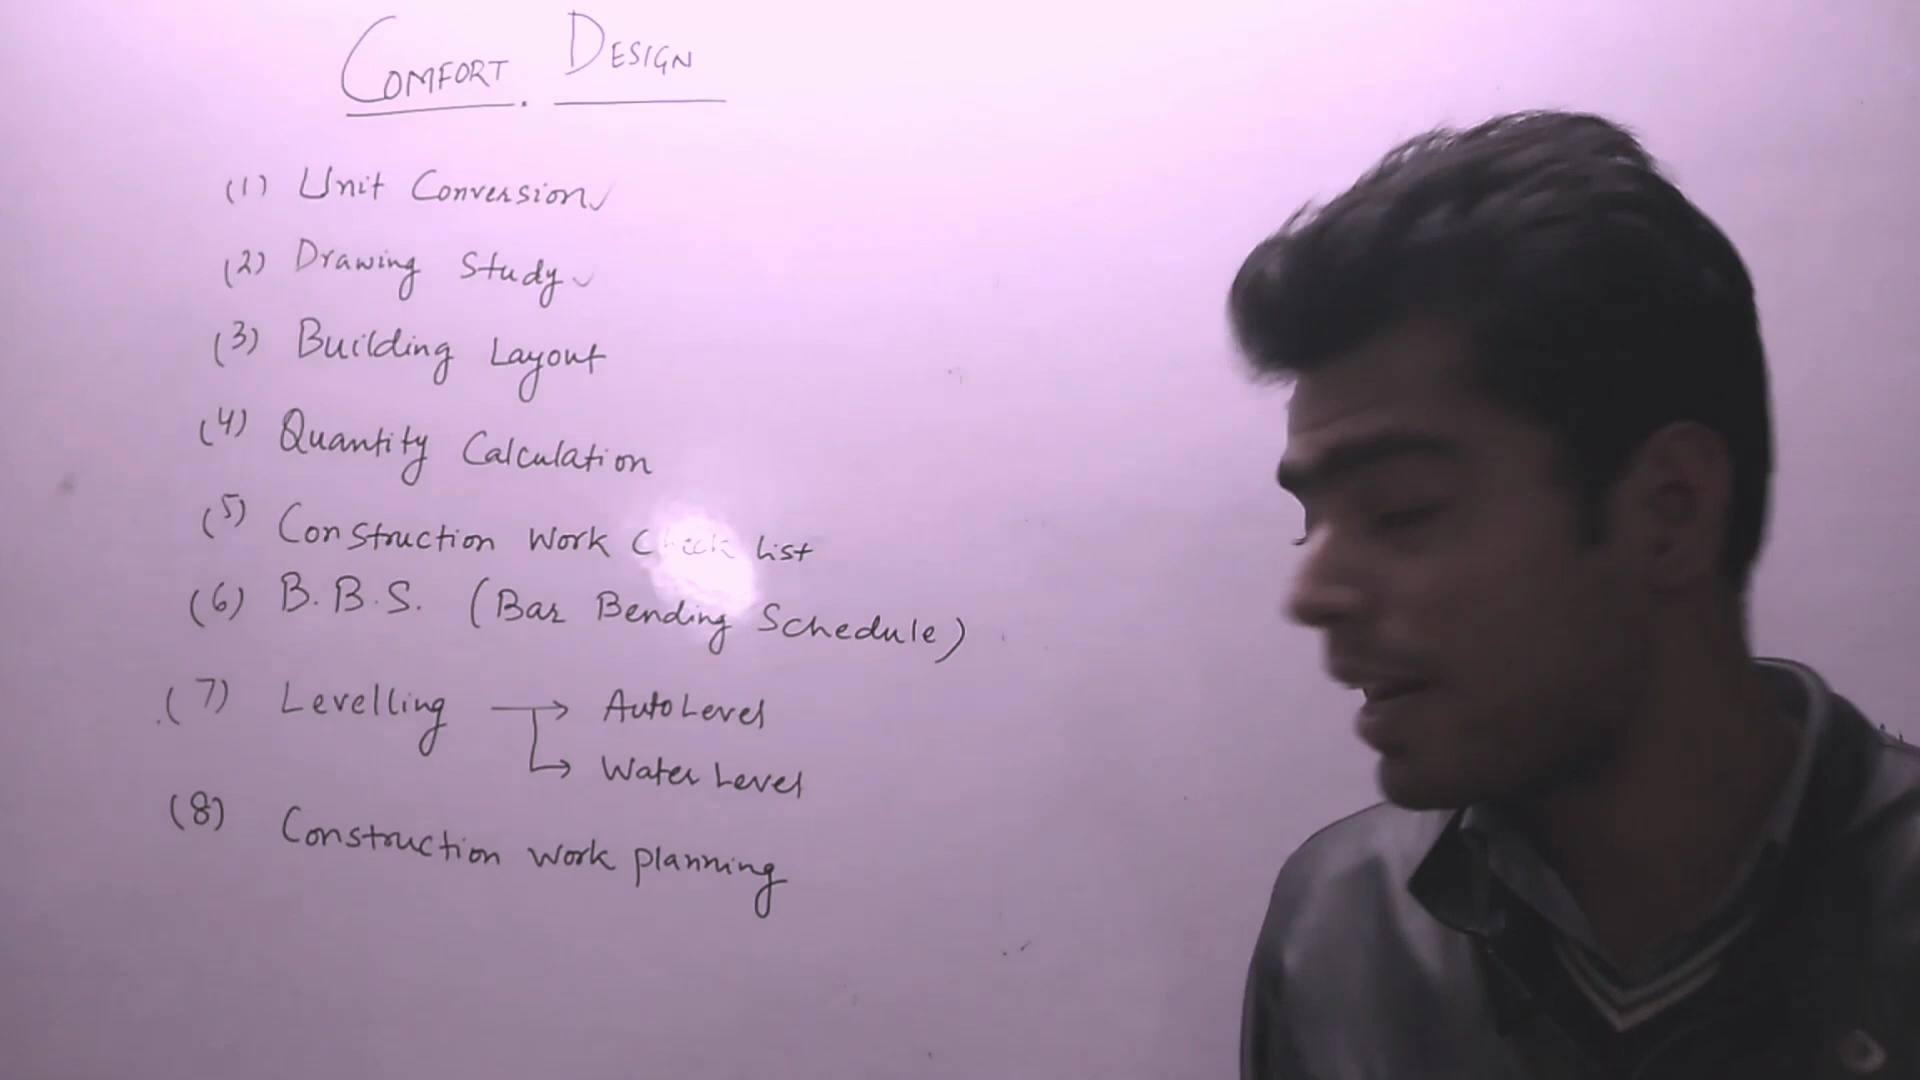 COMFORT DESIGN
(1) Unit Conversion
(2) Drawing Study
(3) Building Layout
(4) Quantity Calculation
(5) Construction Work Check list
(6) B.B.S. (Bar Bending Schedule)
(7) Levelling → Auto Level
→ Water Level
(8) Construction work planning